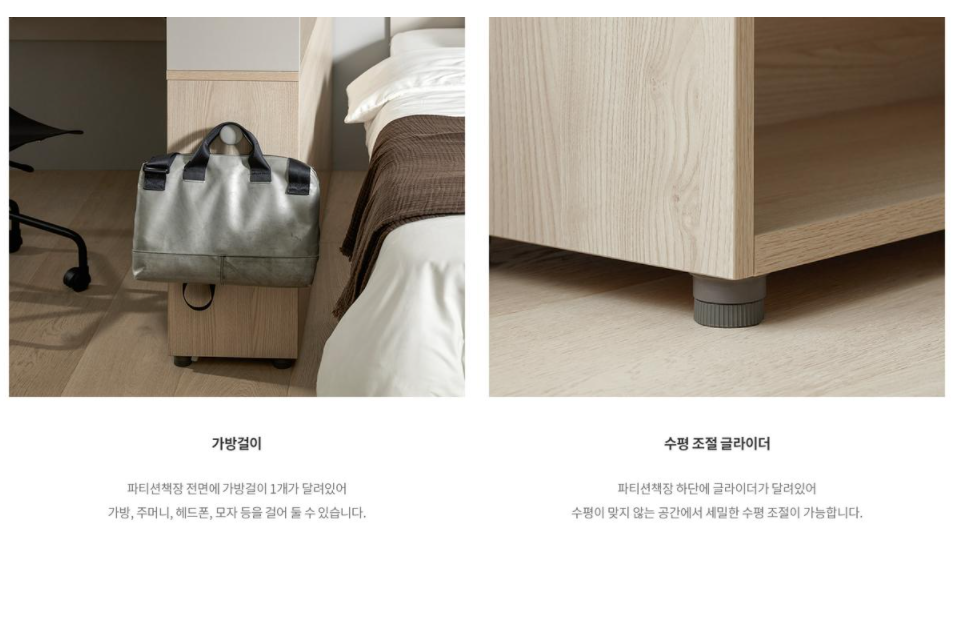 가방걸이
파티션책장 전면에 가방걸이 1개가 달려있어
가방, 주머니, 헤드폰, 모자 등을 걸어 둘 수 있습니다.
수평 조절 글라이더
파티션책장 하단에 글라이더가 달려있어
수평이 맞지 않는 공간에서 세밀한 수평 조절이 가능합니다.